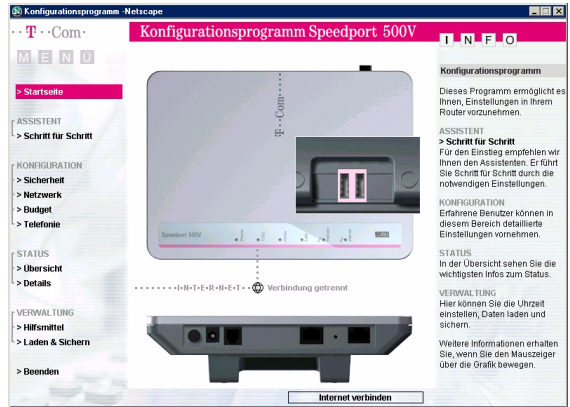 Konfigurationsprogramm -Netscape
··T··Com·
Konfigurationsprogramm Speedport 500V
MENÜ
> Startseite
ASSISTENT
> Schritt für Schritt
KONFIGURATION
> Sicherheit
> Netzwerk
> Budget
> Telefonie
STATUS
> Übersicht
> Details
VERWALTUNG
> Hilfsmittel
> Laden & Sichern
> Beenden
··T··Com····
Speedport 500V
Power
·I·N·T·E·R·N·E·T· Verbindung getrennt
Internet verbinden
INFO
Konfigurationsprogramm
Dieses Programm ermöglicht es
Ihnen, Einstellungen in Ihrem
Router vorzunehmen.
ASSISTENT
> Schritt für Schritt
Für den Einstieg empfehlen wir
Ihnen den Assistenten. Er führt
Sie Schritt für Schritt durch die
notwendigen Einstellungen.
KONFIGURATION
Erfahrene Benutzer können in
diesem Bereich detaillierte
Einstellungen vornehmen.
STATUS
In der Übersicht sehen Sie die
wichtigsten Infos zum Status.
VERWALTUNG
Hier können Sie die Uhrzeit
einstellen, Daten laden und
sichern.
Weitere Informationen erhalten
Sie, wenn Sie den Mauszeiger
über die Grafik bewegen.